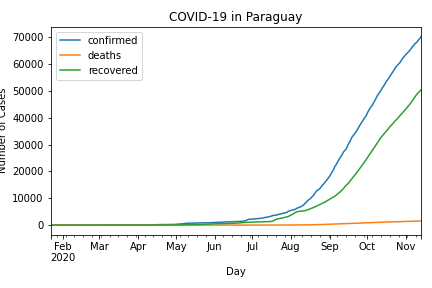 COVID-19 in Paraguay
confirmed
deaths
recovered
70000
60000
50000
40000
30000
20000
10000
0
Number of Cases
Feb Mar Apr May Jun Jul Aug Sep Oct Nov
2020
Day